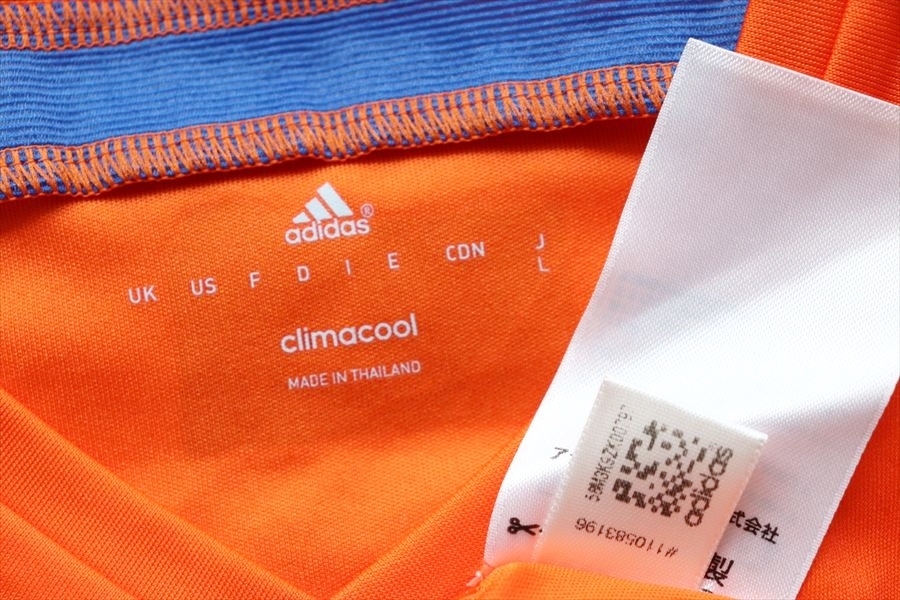 adidas®
UK US F D I E CDN J
L
climacool
MADE IN THAILAND
adidas
#110583196
式会社
製